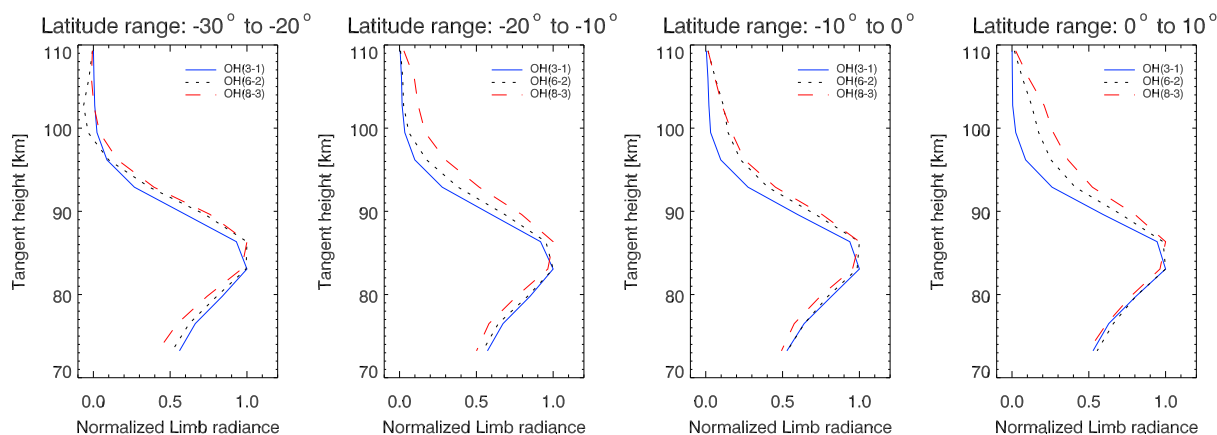 Latitude range: -30° to -20°
110
100
90
80
70
Tangent height [km]
OH(3-1)
OH(6-2)
OH(8-3)
0.0 0.5 1.0
Normalized Limb radiance
Latitude range: -20° to -10°
110
100
90
80
70
Tangent height [km]
OH(3-1)
OH(6-2)
OH(8-3)
0.0 0.5 1.0
Normalized Limb radiance
Latitude range: -10° to 0°
110
100
90
80
70
Tangent height [km]
OH(3-1)
OH(6-2)
OH(8-3)
0.0 0.5 1.0
Normalized Limb radiance
Latitude range: 0° to 10°
110
100
90
80
70
Tangent height [km]
OH(3-1)
OH(6-2)
OH(8-3)
0.0 0.5 1.0
Normalized Limb radiance